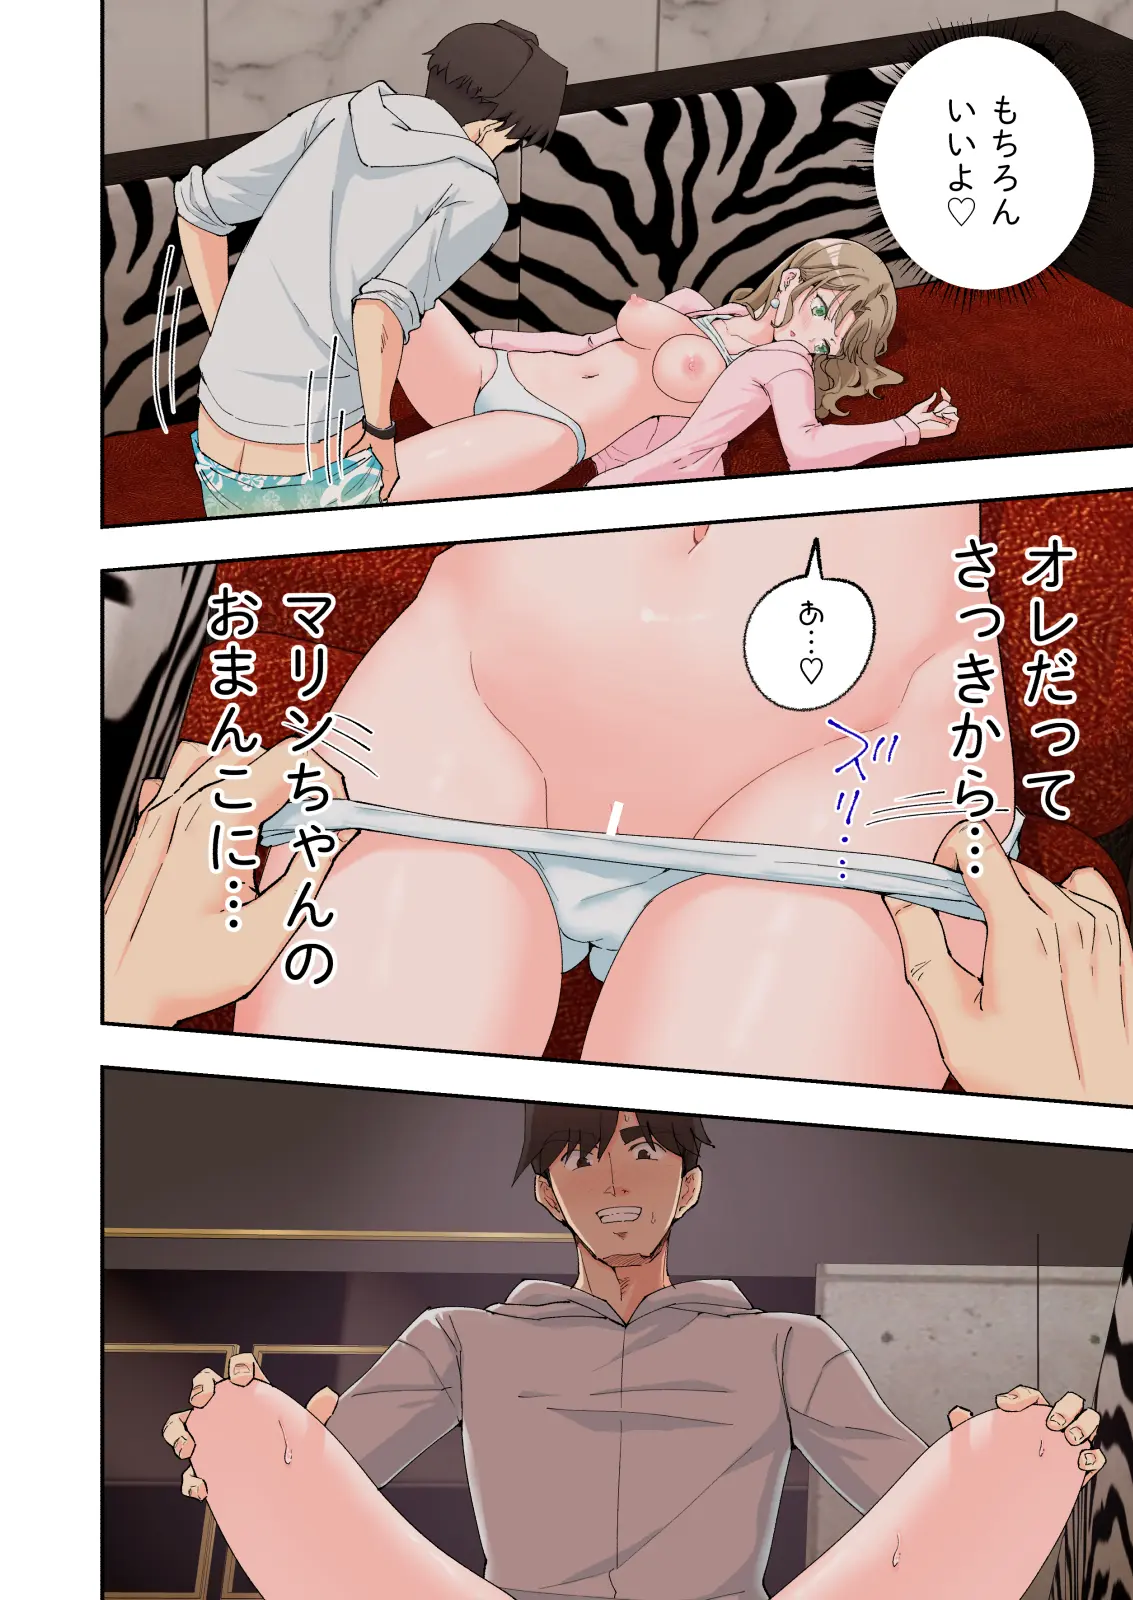 もちろん
いいよ♡
オレだって
さっきから…
あ…♡
ズリ…
マリンちゃんの
おまんこに…